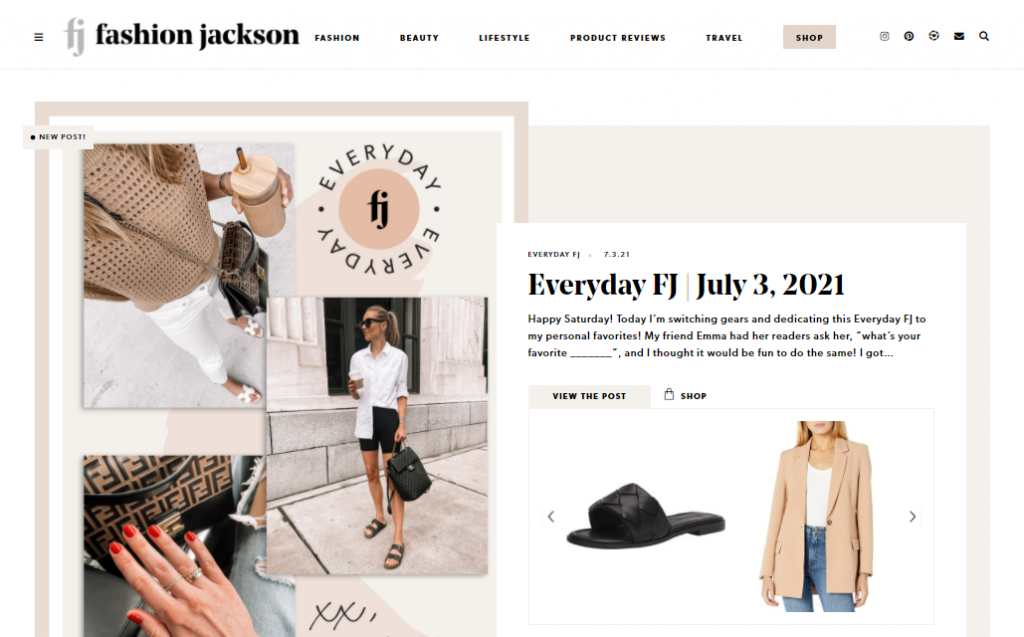 fj fashion jackson
FASHION
BEAUTY
LIFESTYLE
PRODUCT REVIEWS
TRAVEL
SHOP
NEW POST!
EVERYDAY
fj
EVERYDAY
EVERYDAY FJ
7.3.21
Everyday FJ | July 3, 2021
Happy Saturday! Today I'm switching gears and dedicating this Everyday FJ to
my personal favorites! My friend Emma had her readers ask her, "what's your
favorite _______", and I thought it would be fun to do the same! I got...
VIEW THE POST
SHOP
xx,